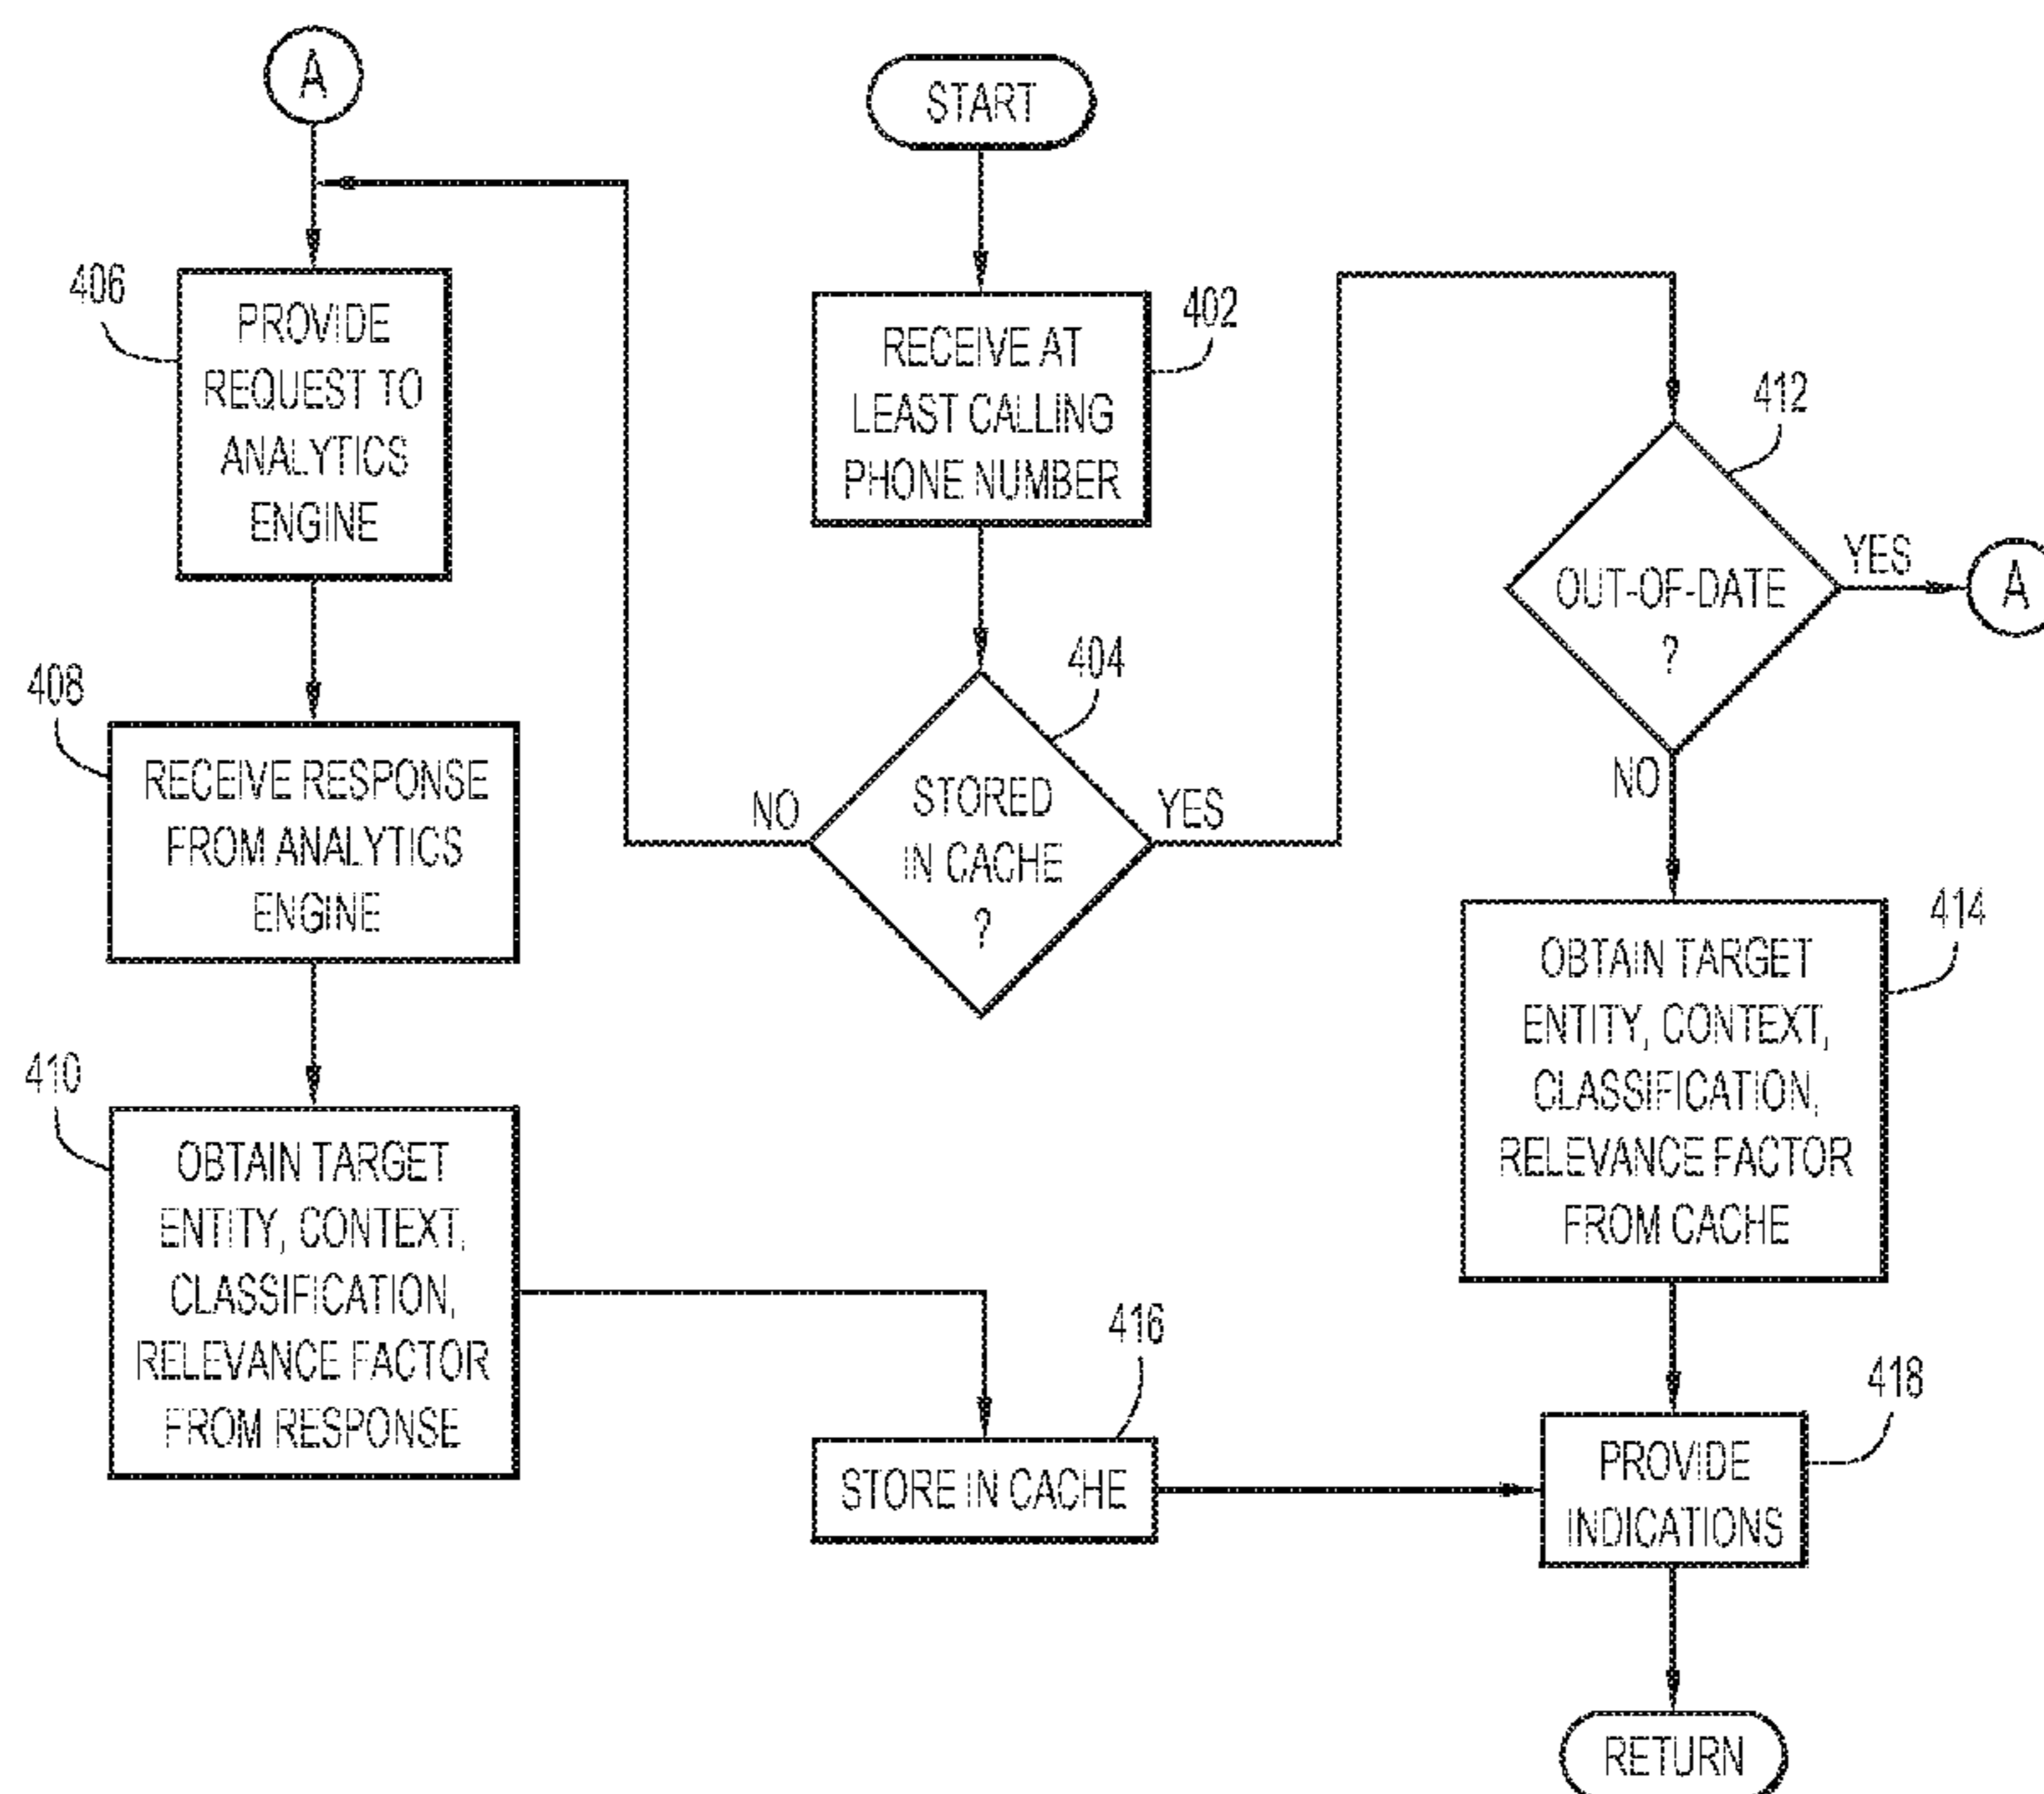 A
START
406
PROVIDE
REQUEST TO
ANALYTICS
ENGINE
402
RECEIVE AT
LEAST CALLING
PHONE NUMBER
412
OUT-OF-DATE
?
YES
A
NO
408
RECEIVE RESPONSE
FROM ANALYTICS
ENGINE
404
NO
STORED
IN CACHE
?
YES
414
OBTAIN TARGET
ENTITY, CONTEXT,
CLASSIFICATION,
RELEVANCE FACTOR
FROM CACHE
410
OBTAIN TARGET
ENTITY, CONTEXT,
CLASSIFICATION,
RELEVANCE FACTOR
FROM RESPONSE
416
STORE IN CACHE
418
PROVIDE
INDICATIONS
RETURN